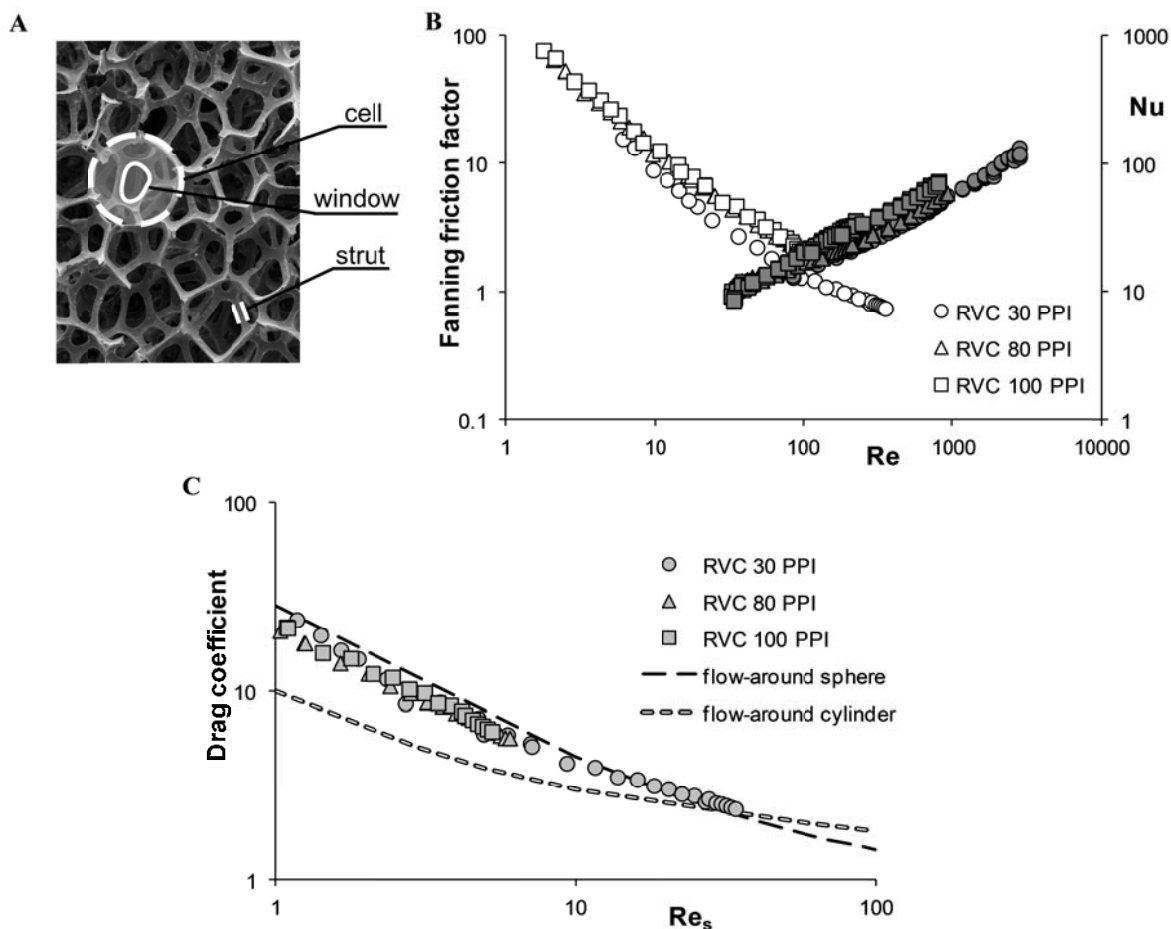 A
cell
window
strut
B
Fanning friction factor
100
10
1
0.1
1
10
100
1000
10000
Re
Nu
1000
100
10
1
RVC 30 PPI
RVC 80 PPI
RVC 100 PPI
C
Drag coefficient
100
10
1
1
10
100
Reₛ
RVC 30 PPI
RVC 80 PPI
RVC 100 PPI
flow-around sphere
flow-around cylinder